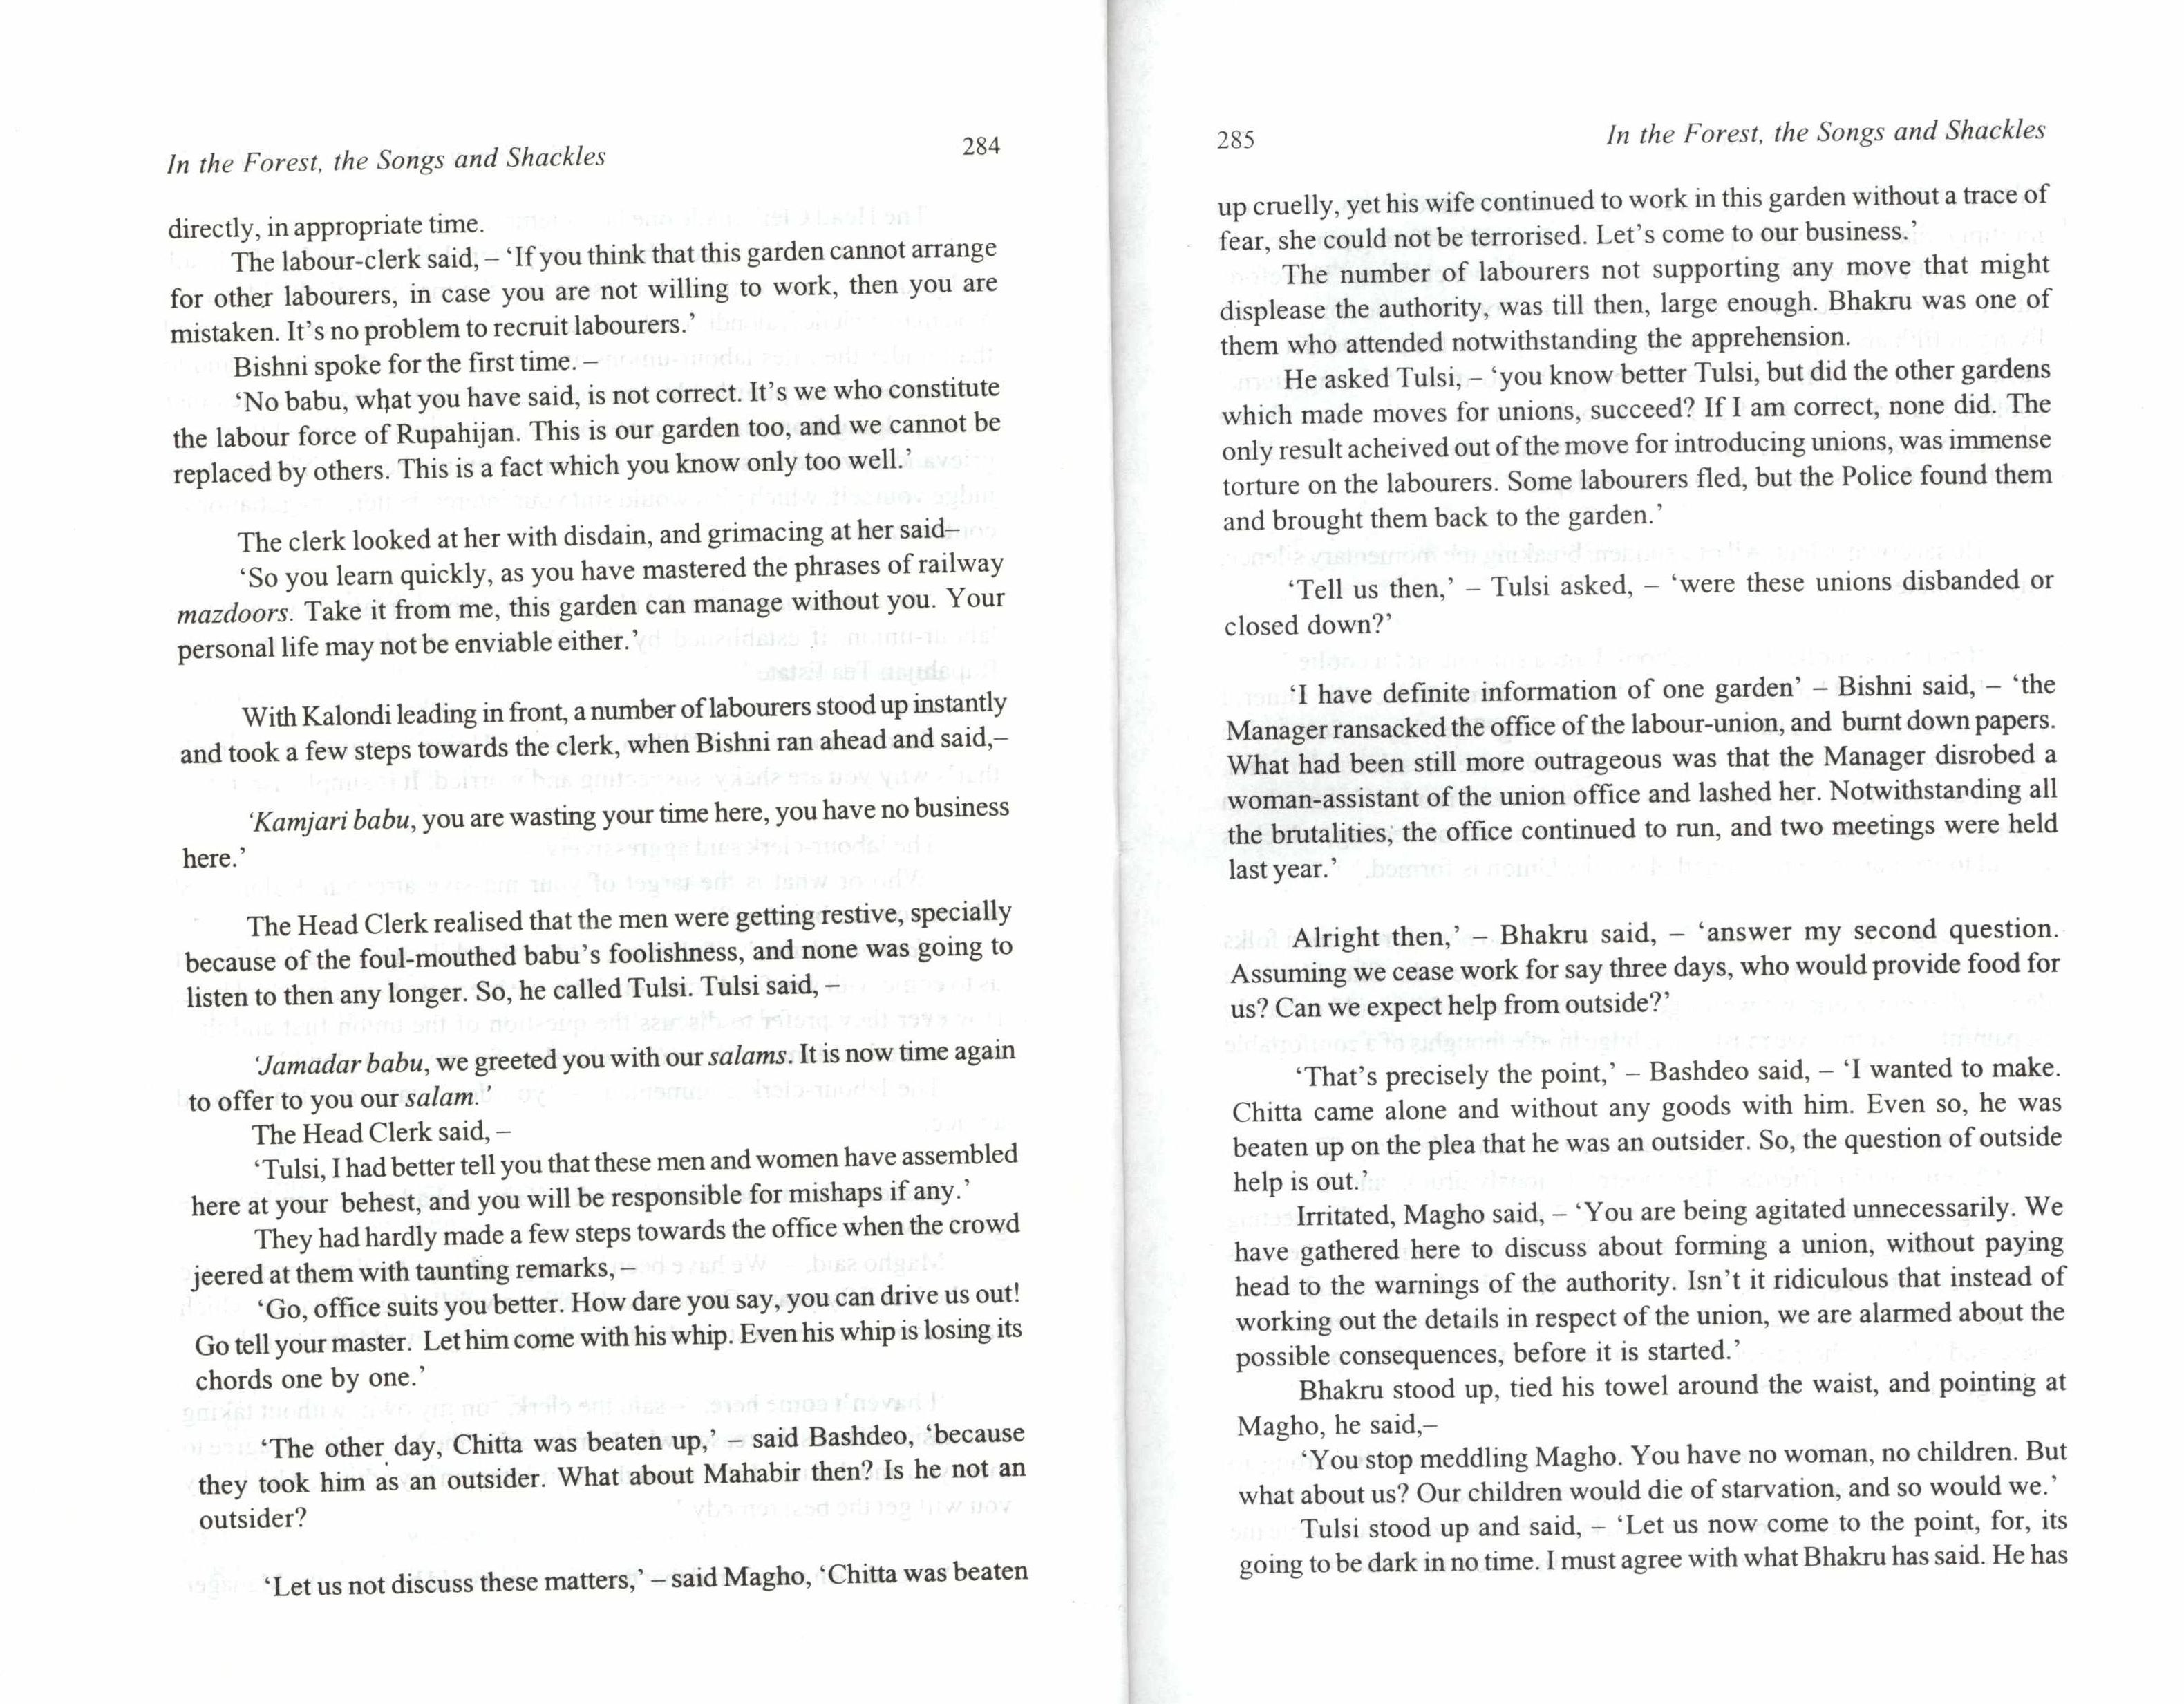 In the Forest, the Songs and Shackles 284
directly, in appropriate time.
The labour-clerk said, – ‘If you think that this garden cannot arrange
for other labourers, in case you are not willing to work, then you are
mistaken. It’s no problem to recruit labourers.’
Bishni spoke for the first time. –
‘No babu, what you have said, is not correct. It’s we who constitute
the labour force of Rupahijan. This is our garden too, and we cannot be
replaced by others. This is a fact which you know only too well.’
The clerk looked at her with disdain, and grimacing at her said–
‘So you learn quickly, as you have mastered the phrases of railway
mazdoors. Take it from me, this garden can manage without you. Your
personal life may not be enviable either.’
With Kalondi leading in front, a number of labourers stood up instantly
and took a few steps towards the clerk, when Bishni ran ahead and said,–
‘Kamjari babu, you are wasting your time here, you have no business
here.’
The Head Clerk realised that the men were getting restive, specially
because of the foul-mouthed babu’s foolishness, and none was going to
listen to then any longer. So, he called Tulsi. Tulsi said, –
‘Jamadar babu, we greeted you with our salams. It is now time again
to offer to you our salam.’
The Head Clerk said, –
‘Tulsi, I had better tell you that these men and women have assembled
here at your behest, and you will be responsible for mishaps if any.’
They had hardly made a few steps towards the office when the crowd
jeered at them with taunting remarks, –
‘Go, office suits you better. How dare you say, you can drive us out!
Go tell your master. Let him come with his whip. Even his whip is losing its
chords one by one.’
‘The other day, Chitta was beaten up,’ – said Bashdeo, ‘because
they took him as an outsider. What about Mahabir then? Is he not an
outsider?
‘Let us not discuss these matters,’ – said Magho, ‘Chitta was beaten
285 In the Forest, the Songs and Shackles
up cruelly, yet his wife continued to work in this garden without a trace of
fear, she could not be terrorised. Let’s come to our business.’
The number of labourers not supporting any move that might
displease the authority, was till then, large enough. Bhakru was one of
them who attended notwithstanding the apprehension.
He asked Tulsi, – ‘you know better Tulsi, but did the other gardens
which made moves for unions, succeed? If I am correct, none did. The
only result acheived out of the move for introducing unions, was immense
torture on the labourers. Some labourers fled, but the Police found them
and brought them back to the garden.’
‘Tell us then,’ – Tulsi asked, – ‘were these unions disbanded or
closed down?’
‘I have definite information of one garden’ – Bishni said, – ‘the
Manager ransacked the office of the labour-union, and burnt down papers.
What had been still more outrageous was that the Manager disrobed a
woman-assistant of the union office and lashed her. Notwithstanding all
the brutalities, the office continued to run, and two meetings were held
last year.’
Alright then,’ – Bhakru said, – ‘answer my second question.
Assuming we cease work for say three days, who would provide food for
us? Can we expect help from outside?’
‘That’s precisely the point,’ – Bashdeo said, – ‘I wanted to make.
Chitta came alone and without any goods with him. Even so, he was
beaten up on the plea that he was an outsider. So, the question of outside
help is out.’
Irritated, Magho said, – ‘You are being agitated unnecessarily. We
have gathered here to discuss about forming a union, without paying
head to the warnings of the authority. Isn’t it ridiculous that instead of
working out the details in respect of the union, we are alarmed about the
possible consequences, before it is started.’
Bhakru stood up, tied his towel around the waist, and pointing at
Magho, he said,–
‘You stop meddling Magho. You have no woman, no children. But
what about us? Our children would die of starvation, and so would we.’
Tulsi stood up and said, – ‘Let us now come to the point, for, its
going to be dark in no time. I must agree with what Bhakru has said. He has